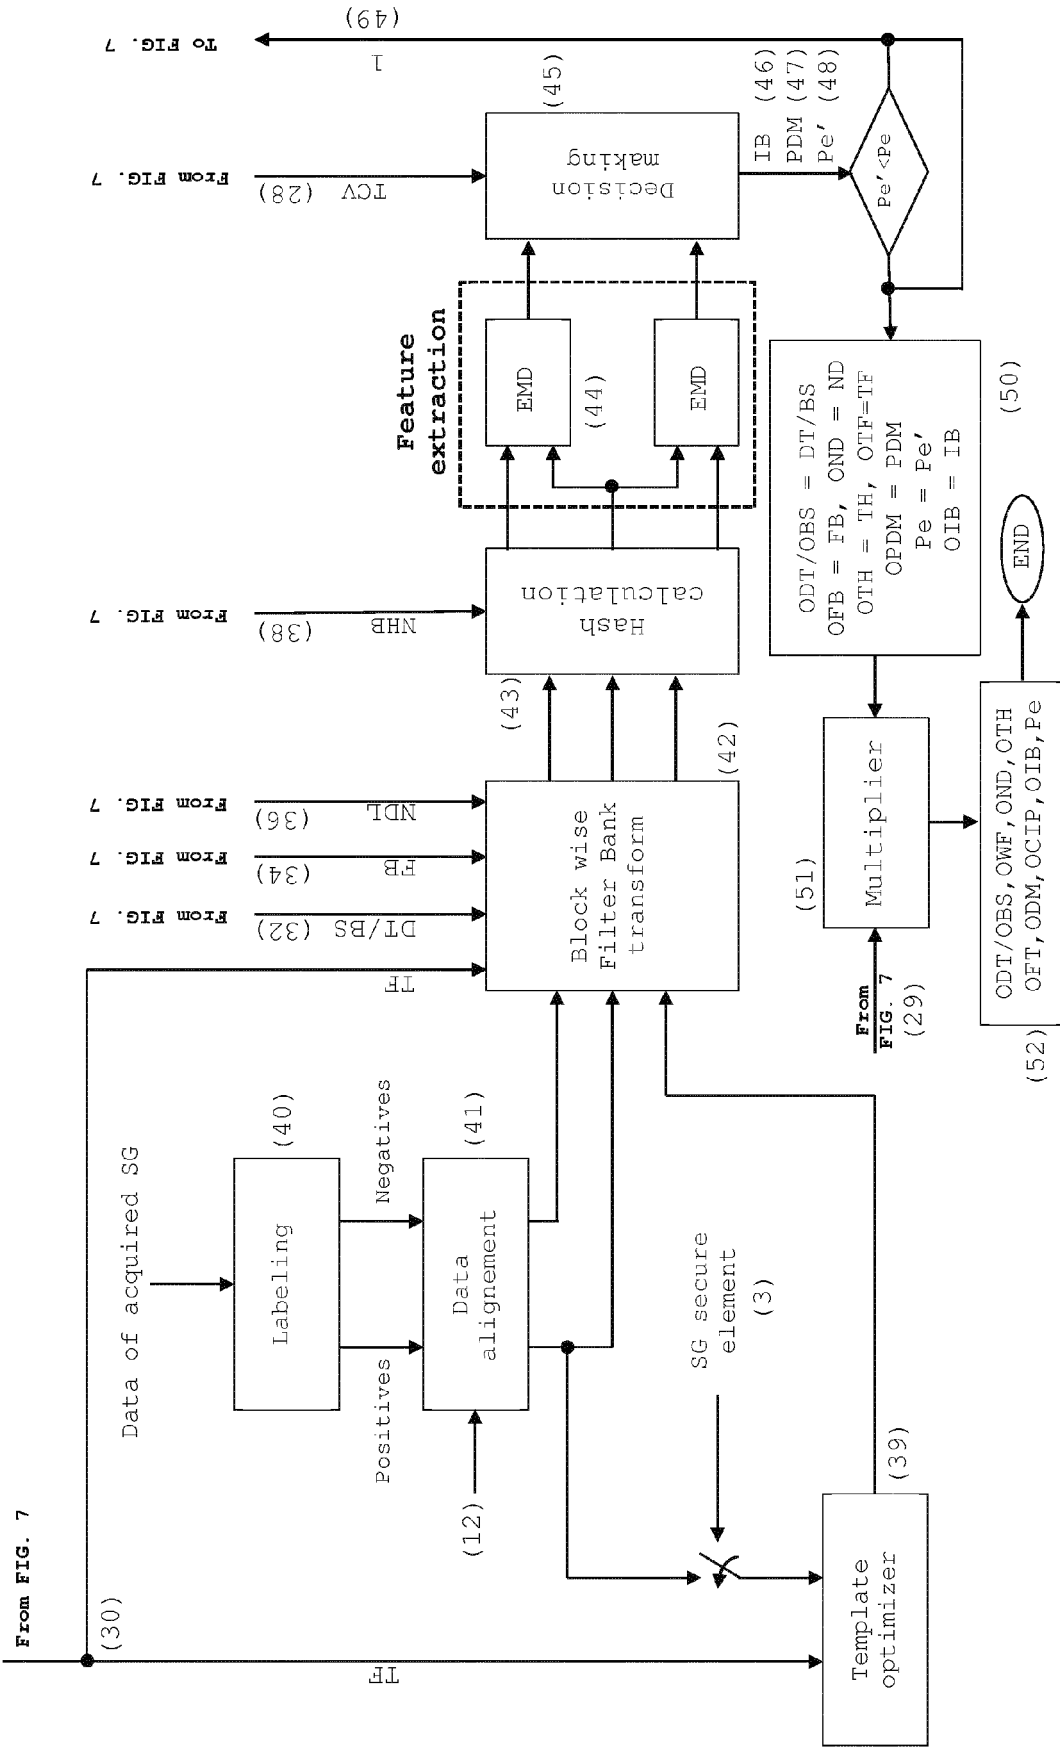 From FIG. 7
(30)
TF
Data of acquired SG
Labeling
(40)
Positives
Negatives
(12)
Data
alignement
(41)
SG secure
element
(3)
Template
optimizer
(39)
TF
From FIG. 7
(32) DT/BS
From FIG. 7
(34) FB
From FIG. 7
(36) NDL
Block wise
Filter Bank
transform
(42)
(43)
From FIG. 7
(38) NHB
Hash
calculation
Feature
extraction
EMD
(44)
EMD
From FIG. 7
(28) TCV
Decision
making
(45)
To FIG. 7
1
(49)
IB (46)
PDM (47)
Pe' (48)
Pe'<Pe
ODT/OBS = DT/BS
OFB = FB, OND = ND
OTH = TH, OTF=TF
OPDM = PDM
Pe = Pe'
OIB = IB
(50)
(51)
Multiplier
From
FIG. 7
(29)
ODT/OBS,OWF,OND,OTH
OFT,ODM,OCIP,OIB,Pe
(52)
END